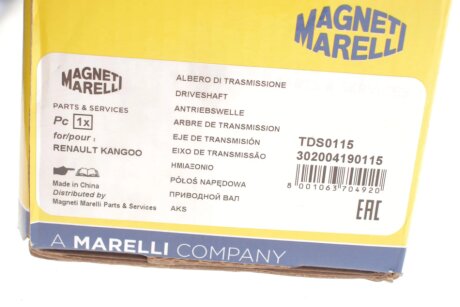 MAGNETI
MARELLI
MAGNETI
MARELLI
PARTS & SERVICES
Pc 1x
for/pour :
RENAULT KANGOO
Made in China
Distributed by
Magneti Marelli Parts & Services
ALBERO DI TRASMISSIONE
DRIVESHAFT
ANTRIEBSWELLE
ARBRE DE TRANSMISSION
EJE DE TRANSMISIÓN
EIXO DE TRANSMISSÃO
ΗΜΙΑΞΟΝΙΟ
PÓŁOŚ NAPĘDOWA
ПРИВОДНОЙ ВАЛ
AKS
TDS0115
302004190115
8 001063 704920
EAC
A MARELLI COMPANY